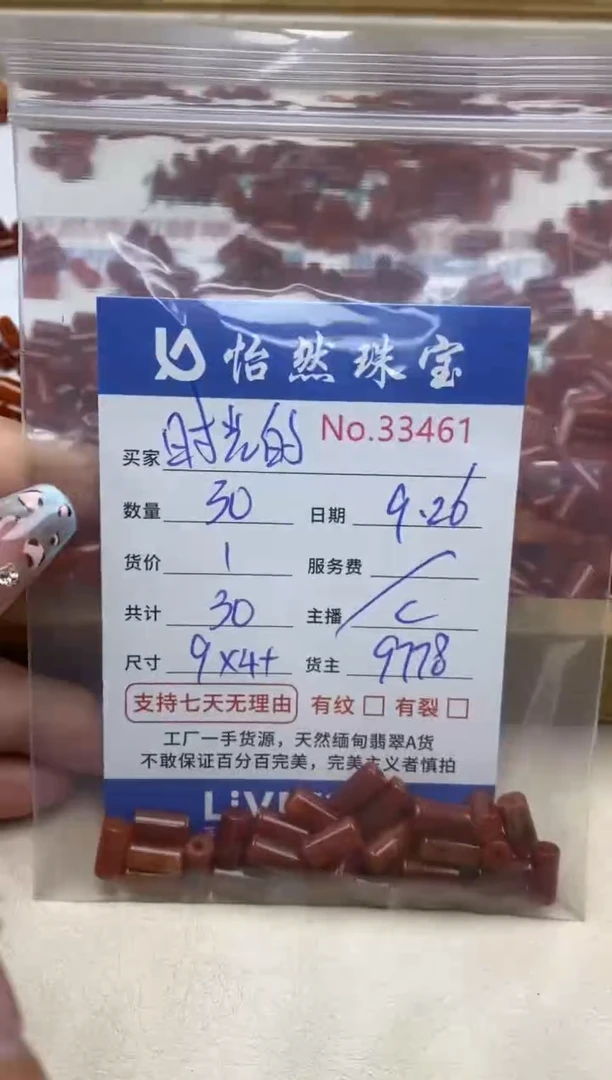 怡然珠宝
No.33461
买家 时光的
数量 30 日期 9.26
货价 1 服务费 /
共计 30 主播 C
尺寸 9x4+ 货主 9778
支持七天无理由 有纹 □ 有裂 □
工厂一手货源，天然缅甸翡翠A货
不敢保证百分百完美，完美主义者慎拍